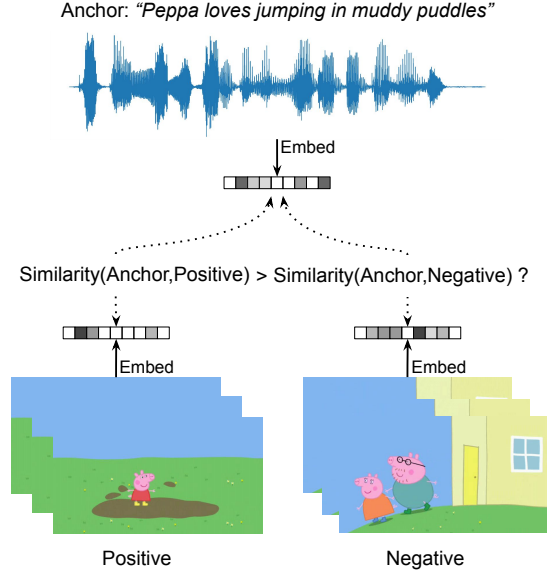 Anchor: “Peppa loves jumping in muddy puddles”
Embed
Similarity(Anchor,Positive) > Similarity(Anchor,Negative) ?
Embed
Embed
Positive
Negative